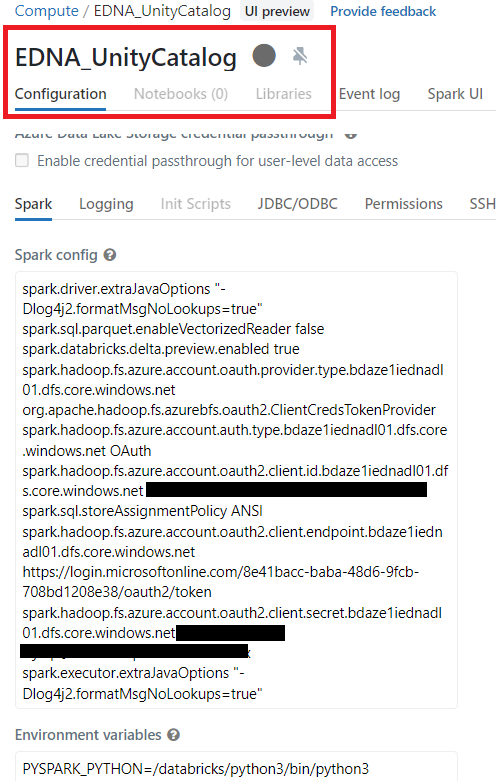 Compute / EDNA_UnityCatalog UI preview Provide feedback
EDNA_UnityCatalog
Configuration Notebooks (0) Libraries Event log Spark UI
Azure Data Lake Storage credential passthrough
Enable credential passthrough for user-level data access
Spark Logging Init Scripts JDBC/ODBC Permissions SSH
Spark config ?
spark.driver.extraJavaOptions "-
Dlog4j2.formatMsgNoLookups=true"
spark.sql.parquet.enableVectorizedReader false
spark.databricks.delta.preview.enabled true
spark.hadoop.fs.azure.account.oauth.provider.type.bdaze1iednadl
01.dfs.core.windows.net
org.apache.hadoop.fs.azurebfs.oauth2.ClientCredsTokenProvider
spark.hadoop.fs.azure.account.auth.type.bdaze1iednadl01.dfs.core
.windows.net OAuth
spark.hadoop.fs.azure.account.oauth2.client.id.bdaze1iednadl01.df
s.core.windows.net
spark.sql.storeAssignmentPolicy ANSI
spark.hadoop.fs.azure.account.oauth2.client.endpoint.bdaze1iedn
adl01.dfs.core.windows.net
https://login.microsoftonline.com/8e41bacc-baba-48d6-9fcb-
708bd1208e38/oauth2/token
spark.hadoop.fs.azure.account.oauth2.client.secret.bdaze1iednadl
01.dfs.core.windows.net
spark.executor.extraJavaOptions "-
Dlog4j2.formatMsgNoLookups=true"
Environment variables ?
PYSPARK_PYTHON=/databricks/python3/bin/python3